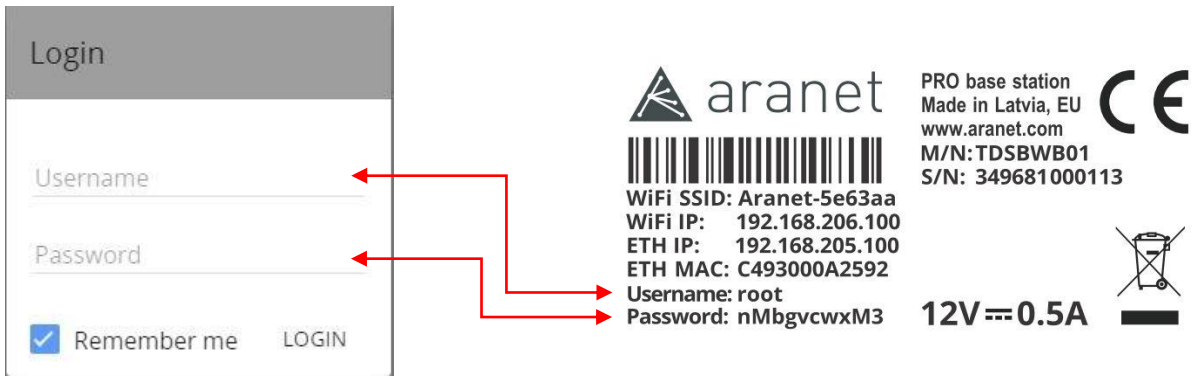 Login
Username
Password
Remember me LOGIN
aranet
WiFi SSID: Aranet-5e63aa
WiFi IP: 192.168.206.100
ETH IP: 192.168.205.100
ETH MAC: C493000A2592
Username: root
Password: nMbgvcwxM3
PRO base station
Made in Latvia, EU
www.aranet.com
M/N: TDSBWB01
S/N: 349681000113
CE
12V⎓0.5A